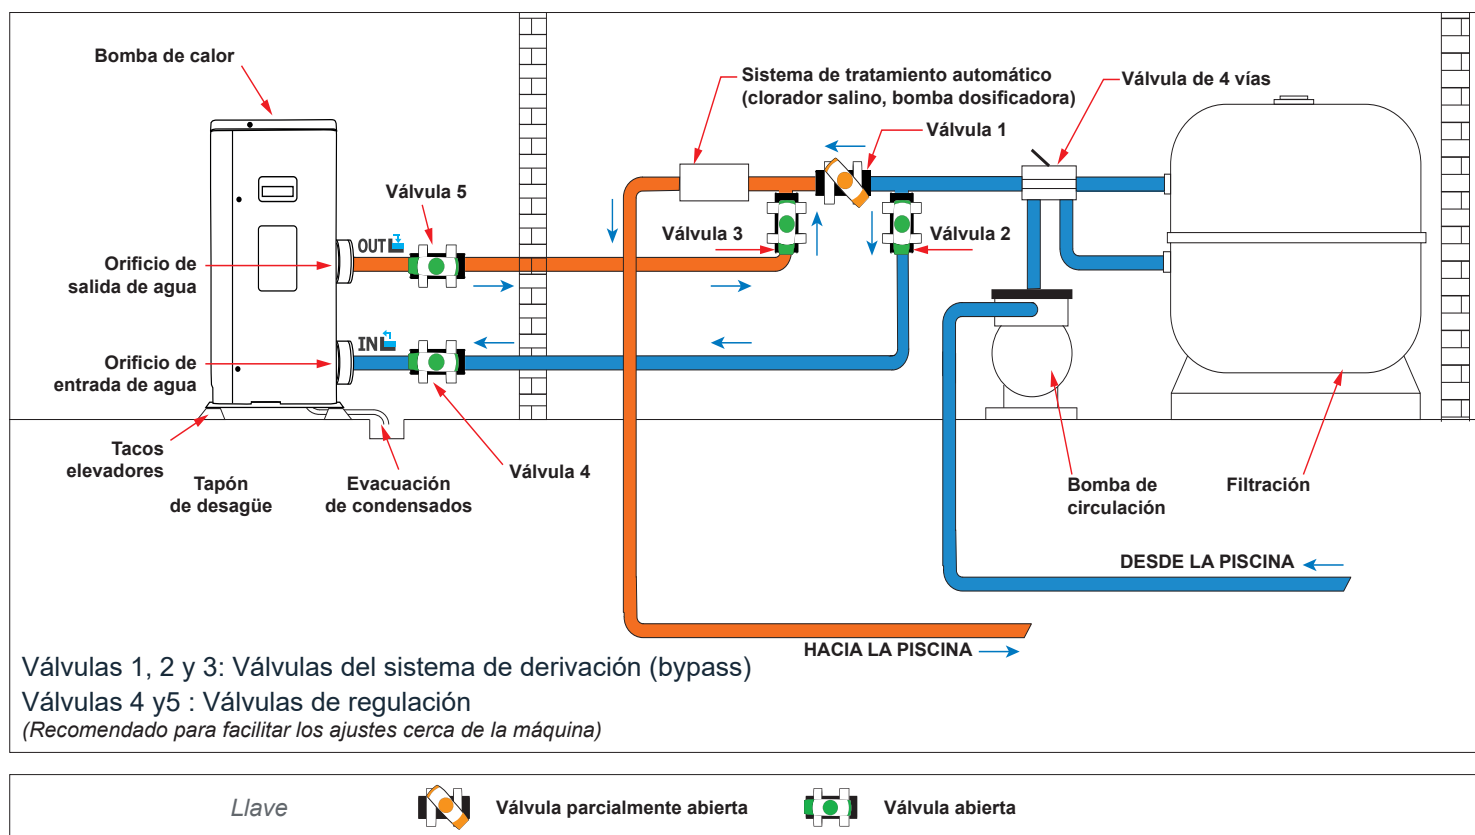 Bomba de calor
Sistema de tratamiento automático
(clorador salino, bomba dosificadora)
Válvula de 4 vías
Válvula 1
Válvula 5
Válvula 3
Válvula 2
OUT
Orificio de
salida de agua
IN
Orificio de
entrada de agua
Tacos
elevadores
Tapón
de desagüe
Evacuación
de condensados
Válvula 4
Bomba de
circulación
Filtración
DESDE LA PISCINA
HACIA LA PISCINA
Válvulas 1, 2 y 3: Válvulas del sistema de derivación (bypass)
Válvulas 4 y5 : Válvulas de regulación
(Recomendado para facilitar los ajustes cerca de la máquina)
Llave
Válvula parcialmente abierta
Válvula abierta